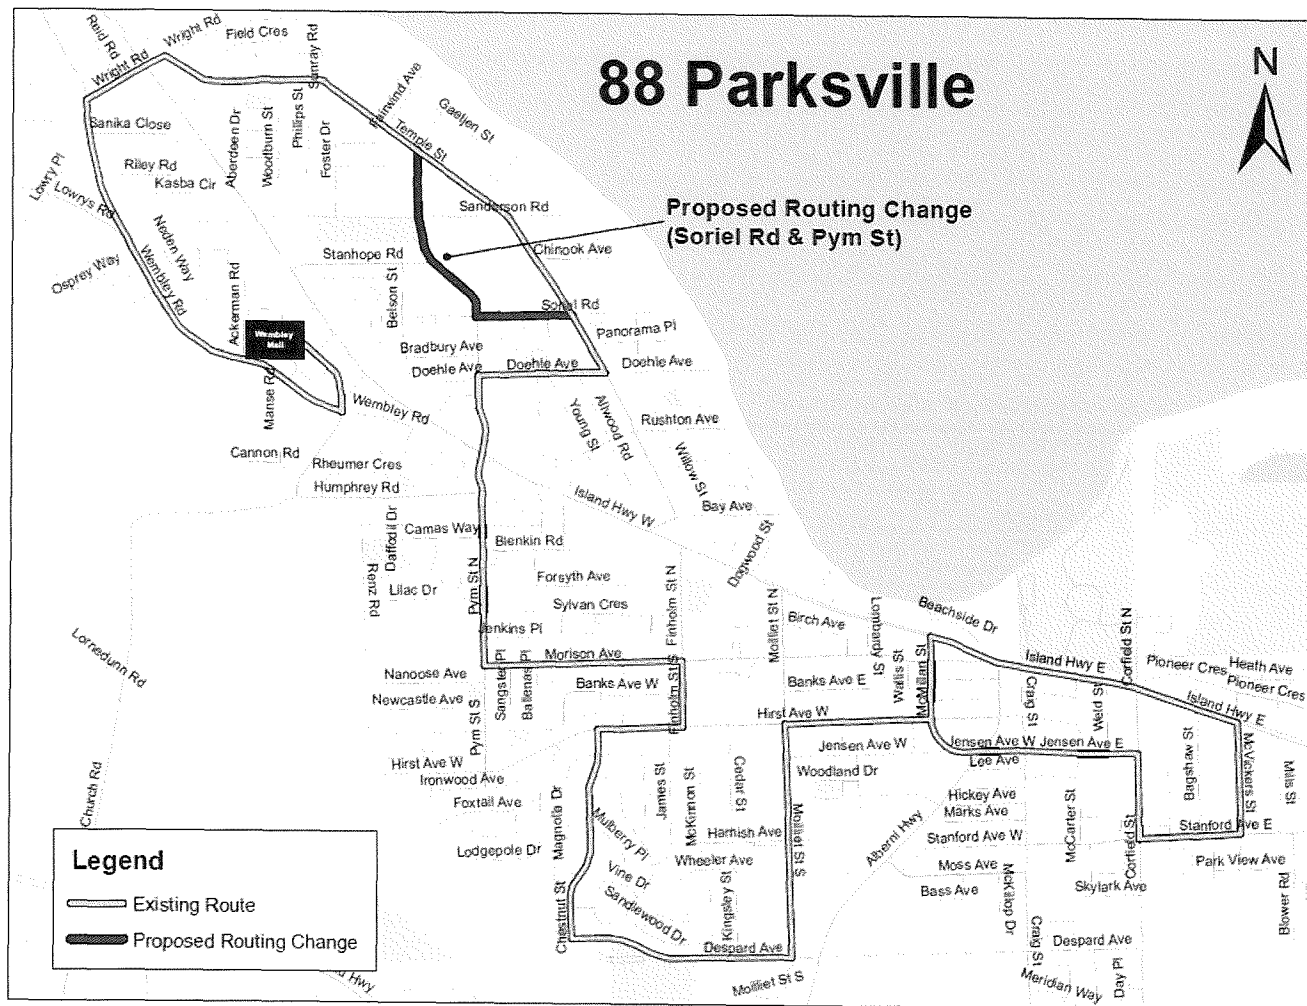 88 Parksville
N
Wright Rd
Field Cres
Reid Rd
Wright Rd
Sunray Rd
Fairwind Ave
Gaetjen St
Temple St
Sanika Close
Aberdeen Dr
Woodburn St
Phillips St
Foster Dr
Riley Rd
Kasba Cir
Lowry Pl
Lowrys Rd
Sanderson Rd
Proposed Routing Change
(Soriel Rd & Pym St)
Neden Way
Wembley Rd
Osprey Way
Stanhope Rd
Chinook Ave
Ackerman Rd
Belson St
Soriel Rd
Wembley
Mall
Panorama Pl
Bradbury Ave
Doehle Ave
Doehle Ave
Doehle Ave
Manse Rd
Wembley Rd
Young St
Allwood Rd
Rushton Ave
Cannon Rd
Rheumer Cres
Humphrey Rd
Willow St
Island Hwy W
Bay Ave
Camas Way
Daffodil Dr
Blenkin Rd
Dogwood St
Renz Rd
Lilac Dr
Pym St N
Forsyth Ave
Sylvan Cres
Finholm St N
Jenkins Pl
Moilliet St N
Birch Ave
Lombardy St
Beachside Dr
Corfield St N
Lornedunn Rd
Morison Ave
Nanoose Ave
Sangster Pl
Ballenas Pl
Banks Ave W
Finholm St S
Banks Ave E
Wallis St
McMillan St
Island Hwy E
Pioneer Cres
Heath Ave
Pioneer Cres
Newcastle Ave
Pym St S
Hirst Ave W
Craig St
Weld St
Island Hwy E
Hirst Ave W
Ironwood Ave
Jensen Ave W
Jensen Ave W
Jensen Ave E
Lee Ave
Woodland Dr
Bagshaw St
McVickers St
Mills St
Church Rd
Foxtail Ave
Magnolia Dr
James St
McKinnon St
Cedar St
Hickey Ave
Marks Ave
Mulberry Pl
Harnish Ave
Moilliet St S
Alberni Hwy
Stanford Ave W
McCarter St
Corfield St
Stanford Ave E
Lodgepole Dr
Wheeler Ave
Moss Ave
Park View Ave
Vine Dr
Bass Ave
McKillop Dr
Skylark Ave
Chestnut St
Sandlewood Dr
Kingsley St
Despard Ave
Craig St
Despard Ave
Blower Rd
Moilliet St S
Meridian Way
Day Pl
Legend
Existing Route
Proposed Routing Change
Hwy